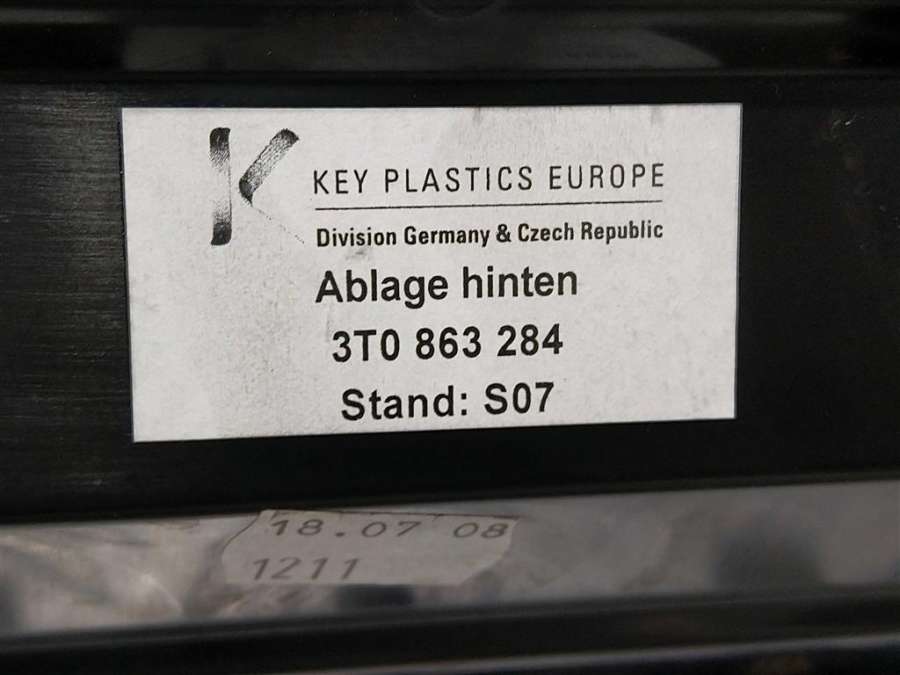 K
KEY PLASTICS EUROPE
Division Germany & Czech Republic
Ablage hinten
3T0 863 284
Stand: S07
18.07 08
1211